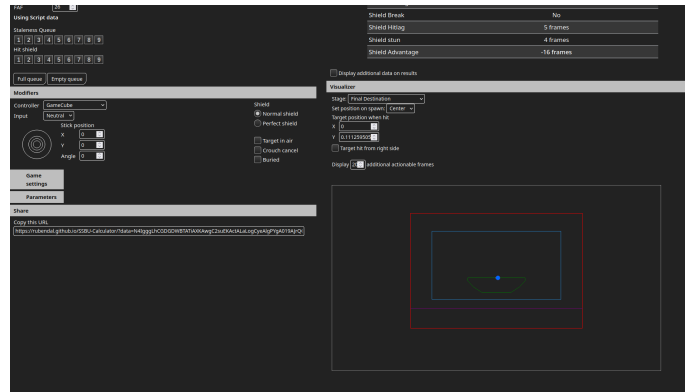 FAF 26
Using Script data
Staleness Queue
1 2 3 4 5 6 7 8 9
Hit shield
1 2 3 4 5 6 7 8 9
Full queue Empty queue
Modifiers
Controller GameCube
Input Neutral
Stick position
X 0
Y 0
Angle 0
Shield
Normal shield
Perfect shield
Target in air
Crouch cancel
Buried
Game settings
Parameters
Share
Copy this URL
Shield Break No
Shield Hitlag 5 frames
Shield stun 4 frames
Shield Advantage -16 frames
Display additional data on results
Visualizer
Stage: Final Destination
Set position on spawn: Center
Target position when hit
X 0
Y
Target hit from right side
Display additional actionable frames